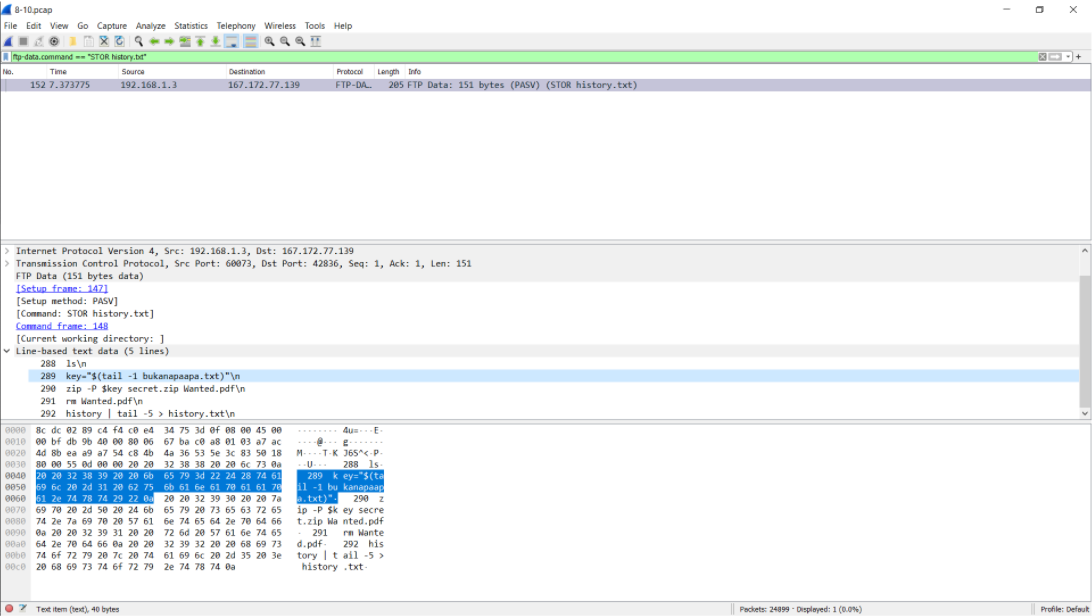 8-10.pcap
File Edit View Go Capture Analyze Statistics Telephony Wireless Tools Help
ftp-data.command == "STOR history.txt"
No. Time Source Destination Protocol Length Info
152 7.373775 192.168.1.3 167.172.77.139 FTP-DA… 205 FTP Data: 151 bytes (PASV) (STOR history.txt)
Internet Protocol Version 4, Src: 192.168.1.3, Dst: 167.172.77.139
Transmission Control Protocol, Src Port: 60073, Dst Port: 42836, Seq: 1, Ack: 1, Len: 151
FTP Data (151 bytes data)
[Setup frame: 147]
[Setup method: PASV]
[Command: STOR history.txt]
Command frame: 148
[Current working directory: ]
Line-based text data (5 lines)
288 ls\n
289 key="$(tail -1 bukanapaapa.txt)"\n
290 zip -P $key secret.zip Wanted.pdf\n
291 rm Wanted.pdf\n
292 history | tail -5 > history.txt\n
0000 8c dc 02 89 c4 f4 c0 e4 34 75 3d 0f 08 00 45 00 ········ 4u=···E·
0010 00 bf db 9b 40 00 80 06 67 ba c0 a8 01 03 a7 ac ····@··· g·······
0020 4d 8b ea a9 a7 54 c8 4b 4a 36 53 5e 3c 83 50 18 M····T·K J6S^<·P·
0030 80 00 55 0d 00 00 20 20 32 38 38 20 20 6c 73 0a ··U···   288  ls·
0040 20 20 32 38 39 20 20 6b 65 79 3d 22 24 28 74 61   289  k ey="$(ta
0050 69 6c 20 2d 31 20 62 75 6b 61 6e 61 70 61 61 70 il -1 bu kanapaap
0060 61 2e 74 78 74 29 22 0a 20 20 32 39 30 20 20 7a a.txt)"·   290  z
0070 69 70 20 2d 50 20 24 6b 65 79 20 73 65 63 72 65 ip -P $k ey secre
0080 74 2e 7a 69 70 20 57 61 6e 74 65 64 2e 70 64 66 t.zip Wa nted.pdf
0090 0a 20 20 32 39 31 20 20 72 6d 20 57 61 6e 74 65 ·  291   rm Wante
00a0 64 2e 70 64 66 0a 20 20 32 39 32 20 20 68 69 73 d.pdf·   292  his
00b0 74 6f 72 79 20 7c 20 74 61 69 6c 20 2d 35 20 3e tory | t ail -5 >
00c0 20 68 69 73 74 6f 72 79 2e 74 78 74 0a  history .txt·
Text item (text), 40 bytes Packets: 24899 · Displayed: 1 (0.0%) Profile: Default